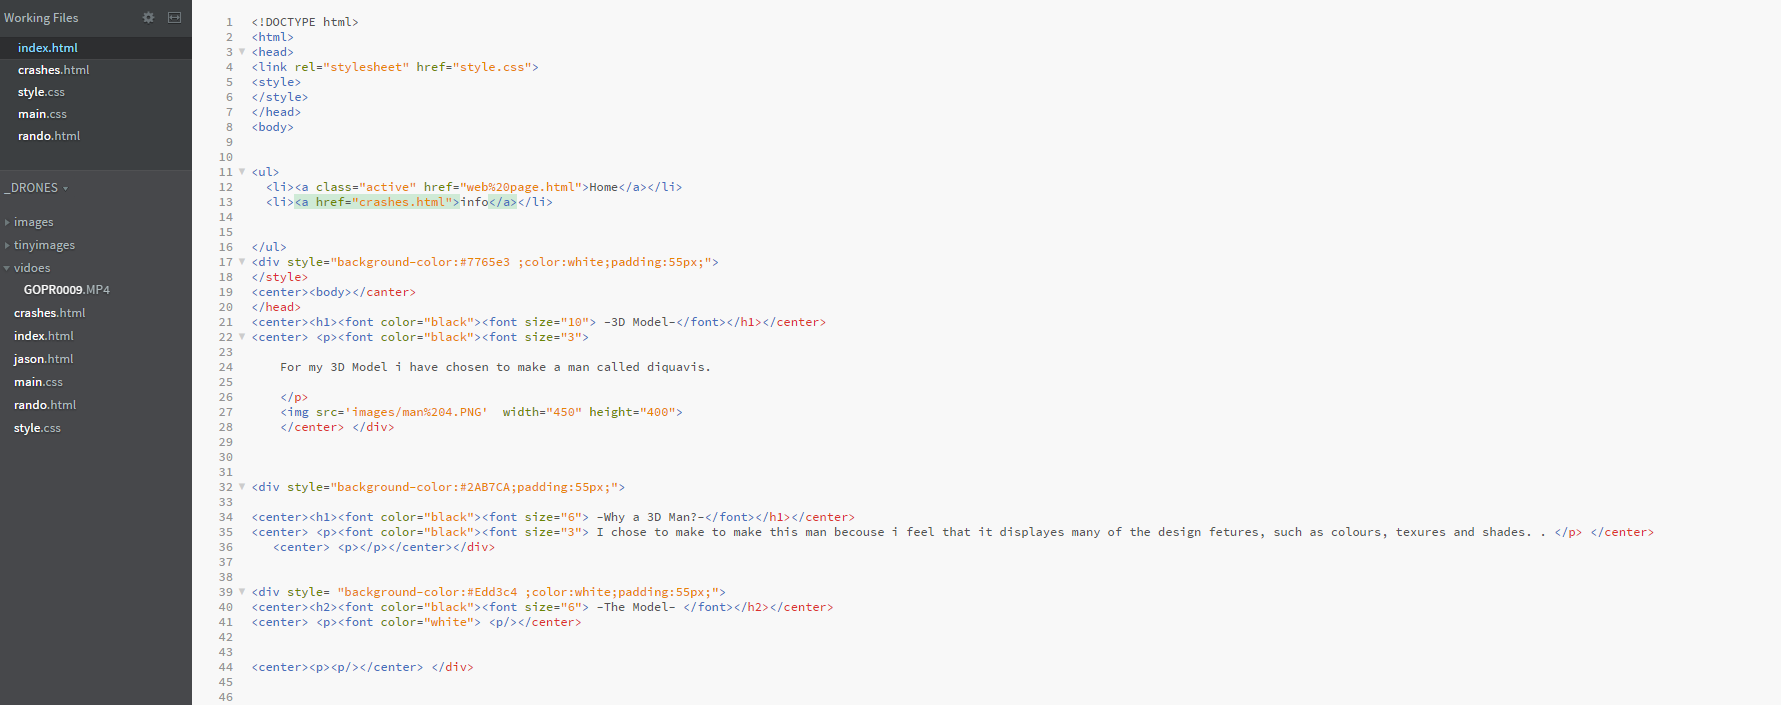 Working Files
index.html
crashes.html
style.css
main.css
rando.html
_DRONES
images
tinyimages
vidoes
GOPR0009.MP4
crashes.html
index.html
jason.html
main.css
rando.html
style.css
1 <!DOCTYPE html>
2 <html>
3 <head>
4 <link rel="stylesheet" href="style.css">
5 <style>
6 </style>
7 </head>
8 <body>
9
10
11 <ul>
12 <li><a class="active" href="web%20page.html">Home</a></li>
13 <li><a href="crashes.html">info</a></li>
14
15
16 </ul>
17 <div style="background-color:#7765e3 ;color:white;padding:55px;">
18 </style>
19 <center><body></canter>
20 </head>
21 <center><h1><font color="black"><font size="10"> -3D Model-</font></h1></center>
22 <center> <p><font color="black"><font size="3">
23
24 For my 3D Model i have chosen to make a man called diquavis.
25
26 </p>
27 <img src='images/man%204.PNG'  width="450" height="400">
28 </center> </div>
29
30
31
32 <div style="background-color:#2AB7CA;padding:55px;">
33
34 <center><h1><font color="black"><font size="6"> -Why a 3D Man?-</font></h1></center>
35 <center> <p><font color="black"><font size="3"> I chose to make to make this man becouse i feel that it displayes many of the design fetures, such as colours, texures and shades. . </p> </center>
36 <center> <p></p></center></div>
37
38
39 <div style= "background-color:#Edd3c4 ;color:white;padding:55px;">
40 <center><h2><font color="black"><font size="6"> -The Model- </font></h2></center>
41 <center> <p><font color="white"> <p/></center>
42
43
44 <center><p><p/></center> </div>
45
46